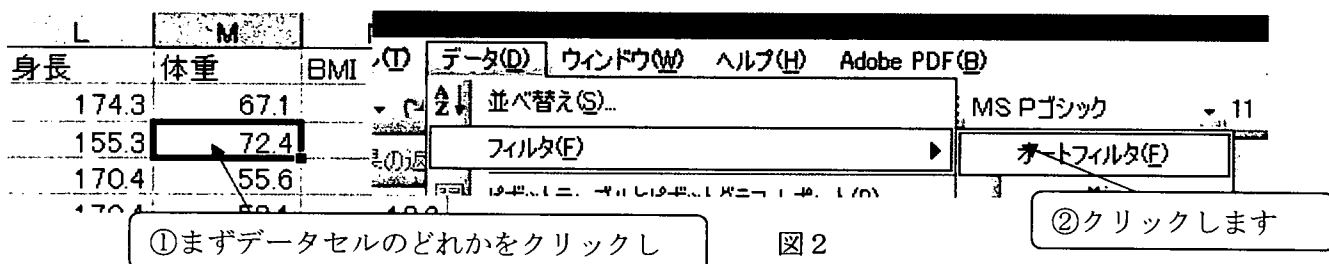 L M
身長 体重 BMI
174.3 67.1
155.3 72.4
170.4 55.6
(T) データ(D) ウィンドウ(W) ヘルプ(H) Adobe PDF(B)
並べ替え(S)...
MS Pゴシック 11
フィルタ(F)
オートフィルタ(F)
①まずデータセルのどれかをクリックし
図2
②クリックします